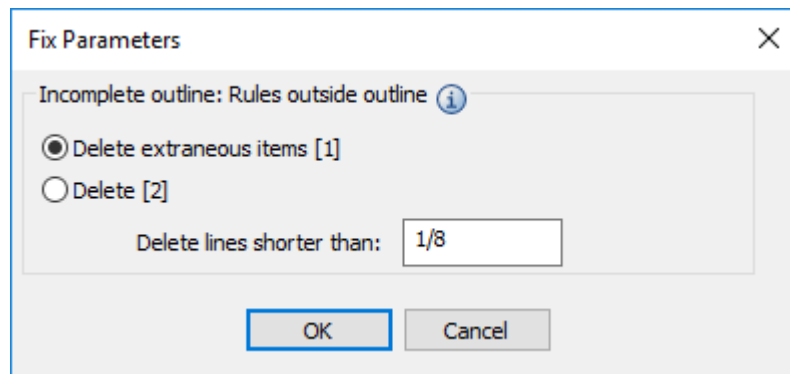 Fix Parameters
Incomplete outline: Rules outside outline
Delete extraneous items [1]
Delete [2]
Delete lines shorter than: 1/8
OK Cancel